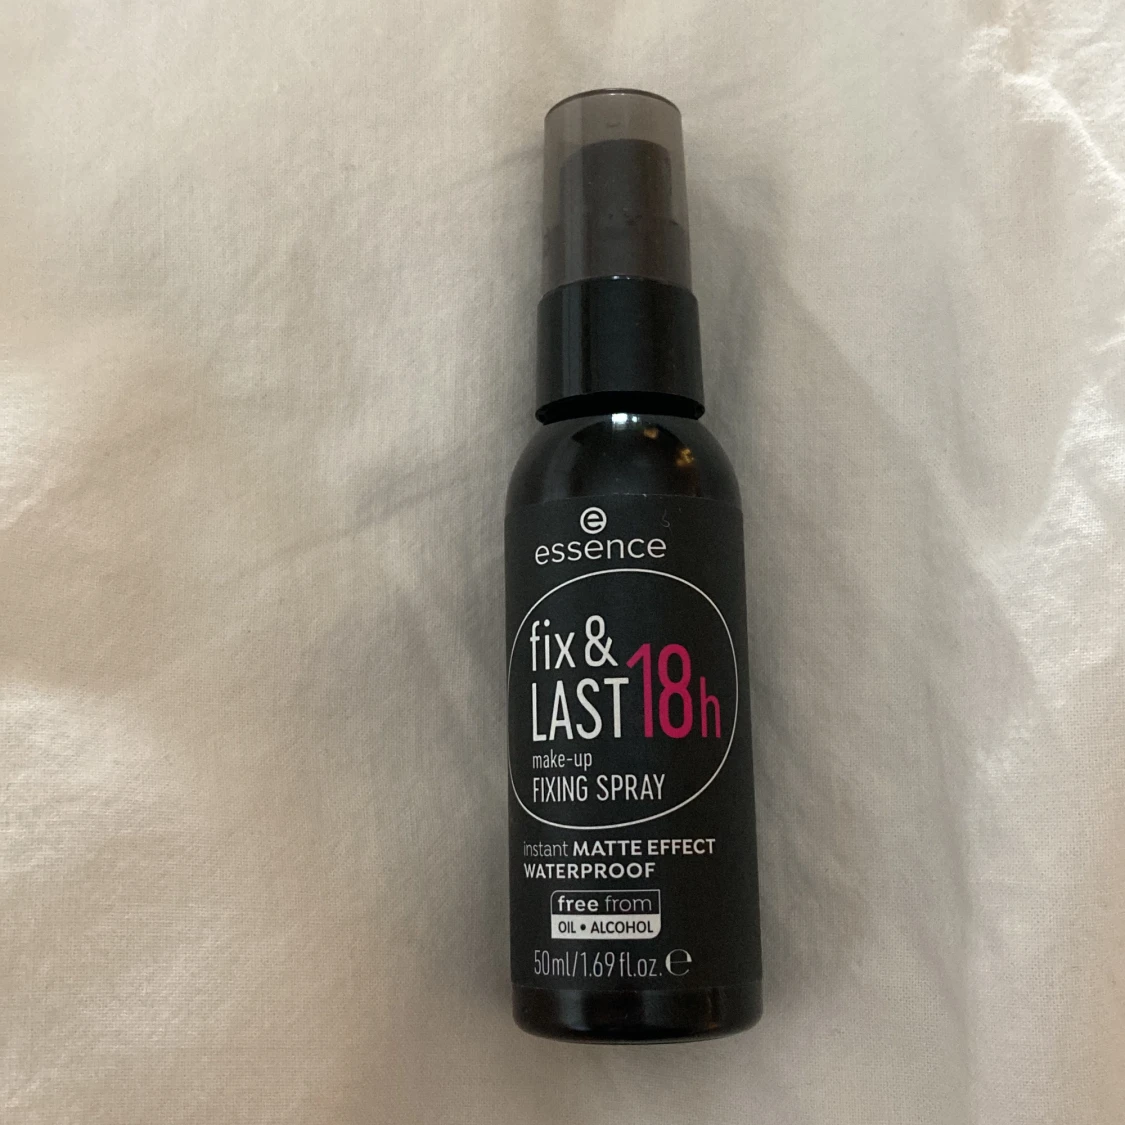 essence
fix &
LAST 18h
make-up
FIXING SPRAY
instant MATTE EFFECT
WATERPROOF
free from
OIL • ALCOHOL
50ml/1.69 fl.oz. ℮